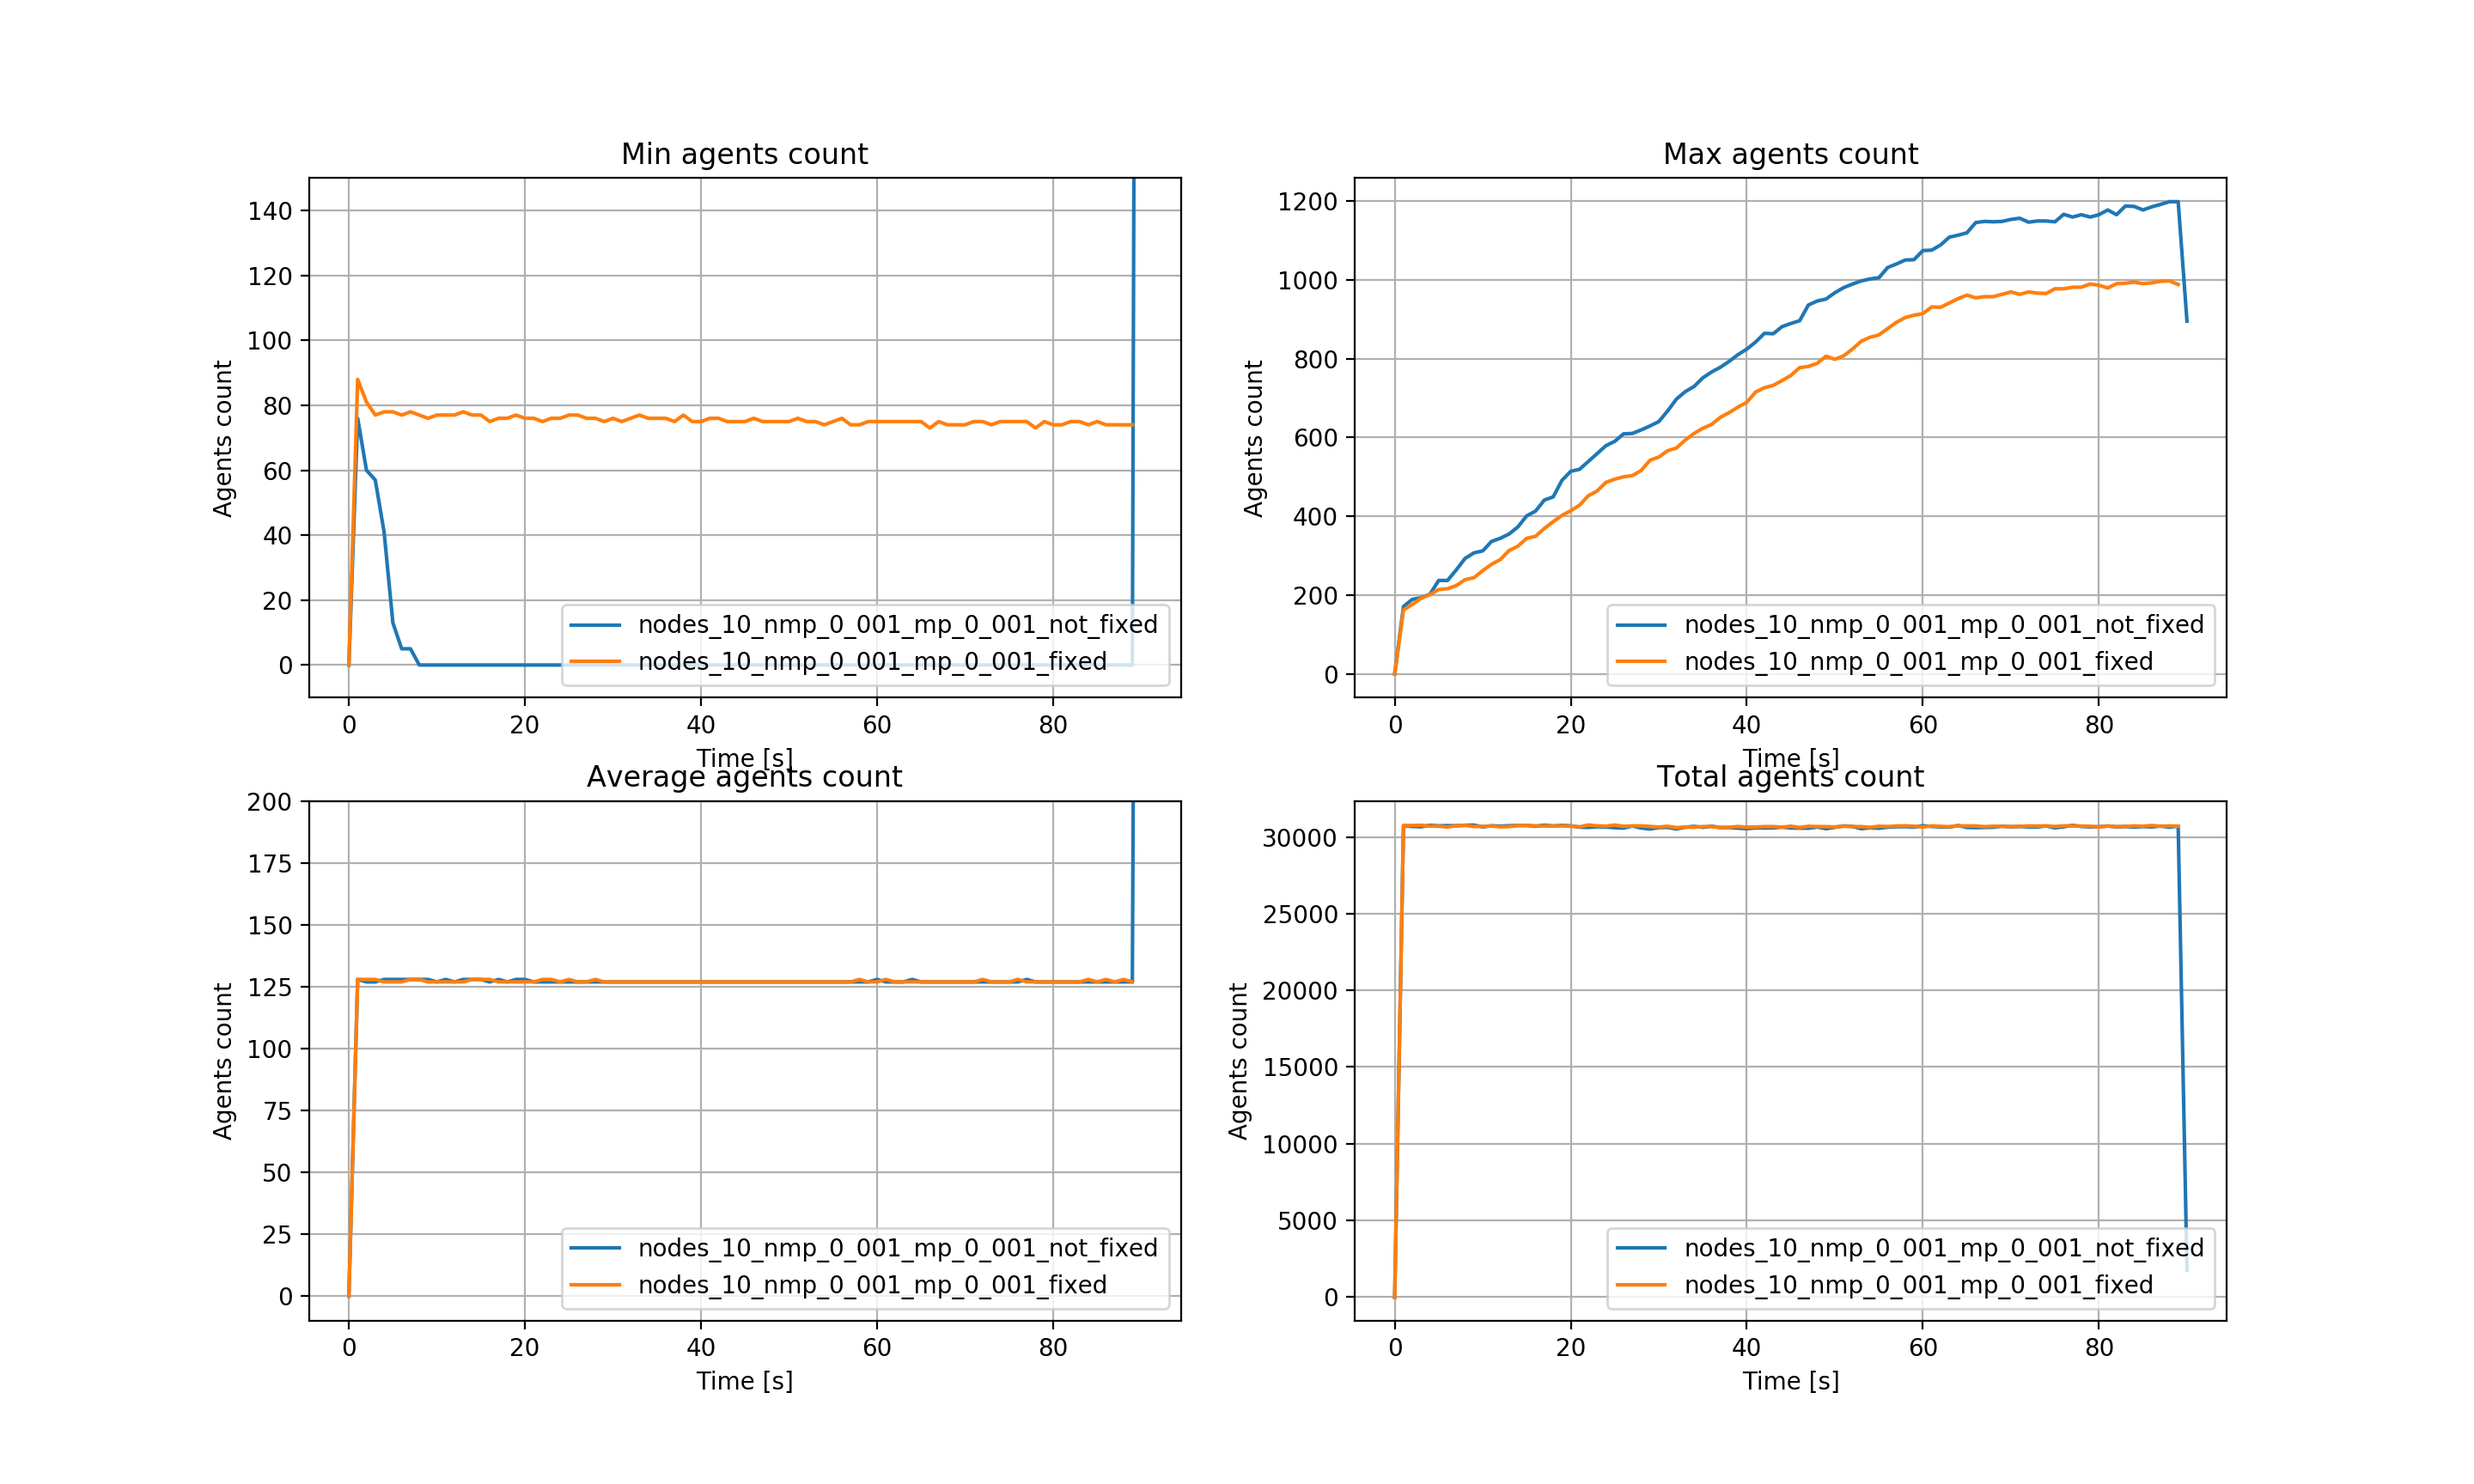 Min agents count
140
120
100
80
60
40
20
0
Agents count
0 20 40 60 80
Time [s]
nodes_10_nmp_0_001_mp_0_001_not_fixed
nodes_10_nmp_0_001_mp_0_001_fixed
Max agents count
1200
1000
800
600
400
200
0
Agents count
0 20 40 60 80
Time [s]
nodes_10_nmp_0_001_mp_0_001_not_fixed
nodes_10_nmp_0_001_mp_0_001_fixed
Average agents count
200
175
150
125
100
75
50
25
0
Agents count
0 20 40 60 80
Time [s]
nodes_10_nmp_0_001_mp_0_001_not_fixed
nodes_10_nmp_0_001_mp_0_001_fixed
Total agents count
30000
25000
20000
15000
10000
5000
0
Agents count
0 20 40 60 80
Time [s]
nodes_10_nmp_0_001_mp_0_001_not_fixed
nodes_10_nmp_0_001_mp_0_001_fixed